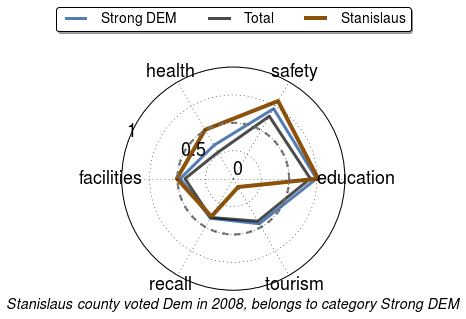 Strong DEM Total Stanislaus
health safety
1
0.5
0
facilities education
recall tourism
Stanislaus county voted Dem in 2008, belongs to category Strong DEM